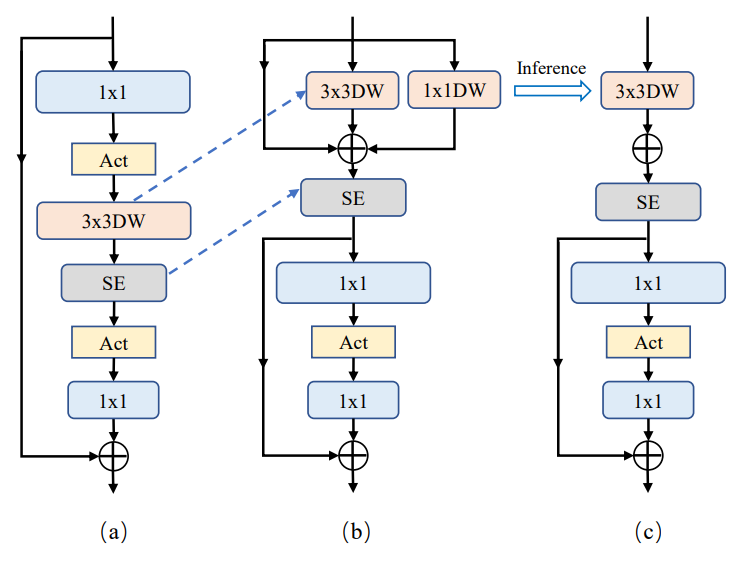 1x1
Act
3x3DW
SE
Act
1x1
(a)
3x3DW
1x1DW
SE
1x1
Act
1x1
(b)
Inference
3x3DW
SE
1x1
Act
1x1
(c)